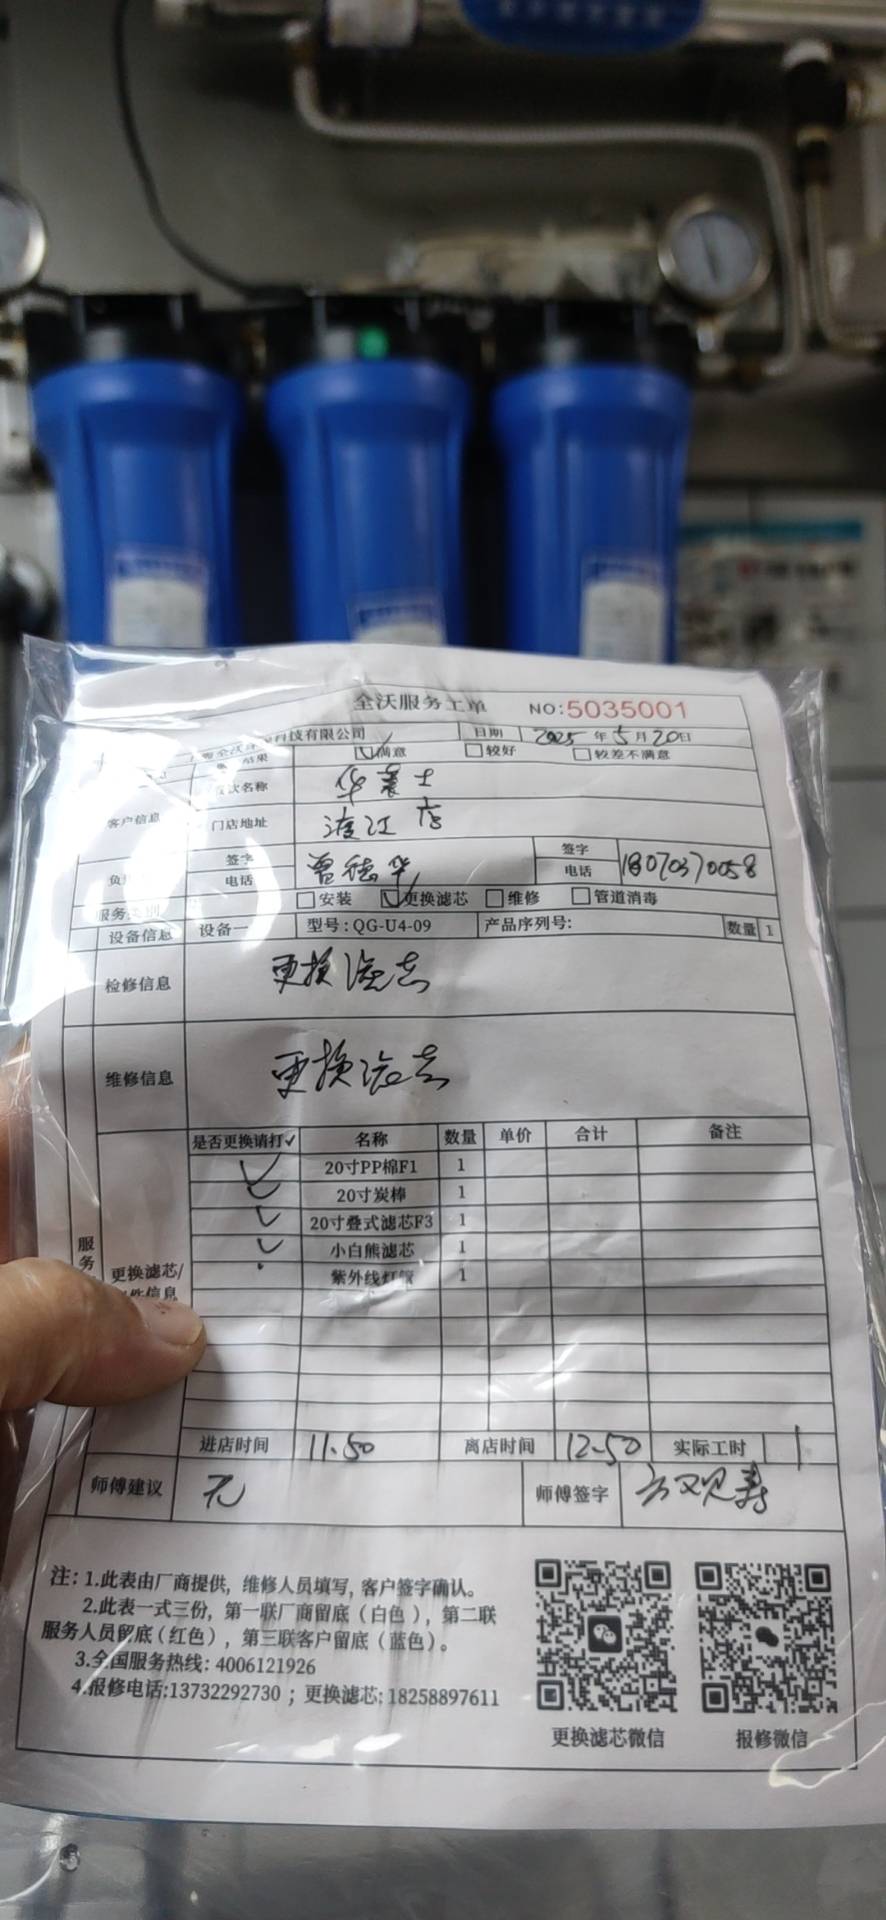 全沃服务工单 NO:5035001
科技有限公司 日期 2025年5月20日
满意 较好 较差不满意
名称 华莱士
客户信息 门店地址 渡江店
签字 曾德华 签字
电话 电话 18070370058
安装 更换滤芯 维修 管道消毒
设备信息 设备一 型号:QG-U4-09 产品序列号: 数量 1
检修信息 更换滤芯
维修信息 更换滤芯
是否更换请打✓ 名称 数量 单价 合计 备注
✓ 20寸PP棉F1 1
✓ 20寸炭棒 1
✓ 20寸叠式滤芯F3 1
✓ 小白熊滤芯 1
紫外线灯管 1
服务
更换滤芯/
件信息
进店时间 11.50 离店时间 12-50 实际工时 1
师傅建议 无 师傅签字
注:1.此表由厂商提供,维修人员填写,客户签字确认。
2.此表一式三份,第一联厂商留底(白色),第二联
服务人员留底(红色),第三联客户留底(蓝色)。
3.全国服务热线: 4006121926
4.报修电话:13732292730 ; 更换滤芯: 18258897611
更换滤芯微信 报修微信